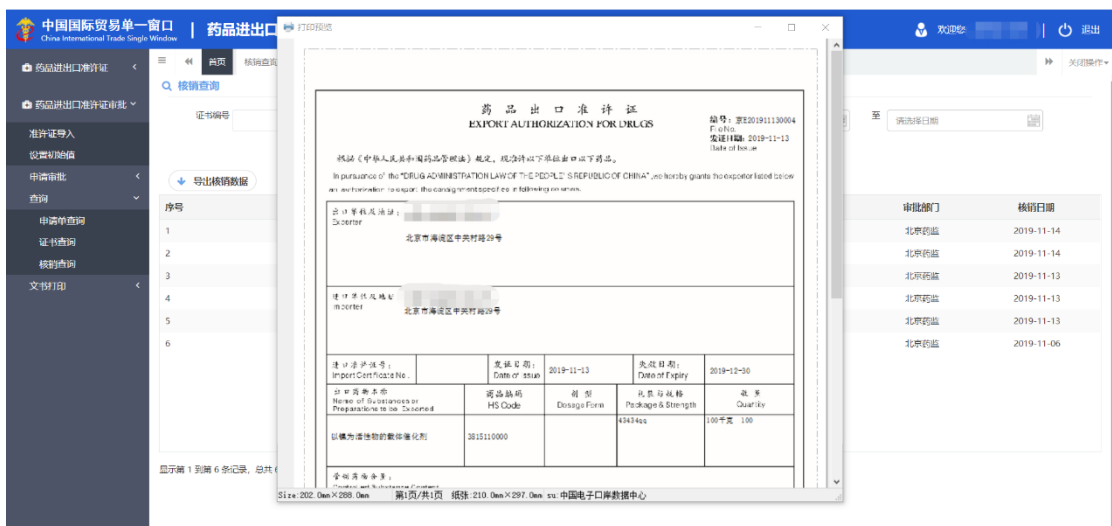 中国国际贸易单一窗口
China International Trade Single Window
药品进出口
欢迎您
退出
药品进出口准许证
药品进出口准许证审批
准许证导入
设置初始值
申请审批
查询
申请单查询
证书查询
核销查询
文书打印
首页
核销查询
关闭操作
核销查询
证书编号
至
请选择日期
导出核销数据
序号
审批部门
核销日期
1
北京药监
2019-11-14
2
北京药监
2019-11-14
3
北京药监
2019-11-13
4
北京药监
2019-11-13
5
北京药监
2019-11-13
6
北京药监
2019-11-06
显示第 1 到第 6 条记录，总共
打印预览
药 品 出 口 准 许 证
EXPORT AUTHORIZATION FOR DRUGS
编号：京E201911130004
File No.
发证日期：2019-11-13
Date of Issue
根据《中华人民共和国药品管理法》规定，现准许以下单位出口以下药品。
In pursuance of the "DRUG ADMINISTRATION LAW OF THE PEOPLE' S REPUBLIC OF CHINA" ,we hereby grants the exporter listed below
an authorization to export the consignment specified in following columns.
出口单位及地址：
Exporter
北京市海淀区中关村路29号
进口单位及地址
Importer
北京市海淀区中关村路29号
进口准许证号：
Import Certificate No.
发证日期：
Date of Issue
2019-11-13
失效日期：
Date of Expiry
2019-12-30
出口药物名称
Name of Substances or
Preparations to be Exported
商品编码
HS Code
剂 型
Dosage Form
包装与规格
Package & Strength
数 量
Quantity
以镍为活性物的载体催化剂
3815110000
43434qq
100千克 100
管制药物含量：
Controlled Substance Content
Size:202.0mm×288.0mm
第1页/共1页
纸张:210.0mm×297.0mm
su:中国电子口岸数据中心